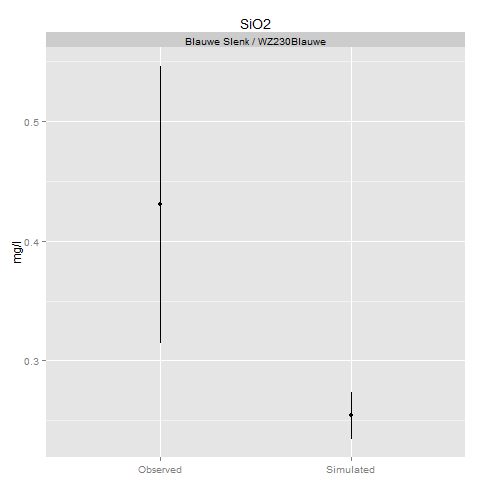 SiO2
Blauwe Slenk / WZ230Blauwe
mg/l
0.5
0.4
0.3
Observed Simulated